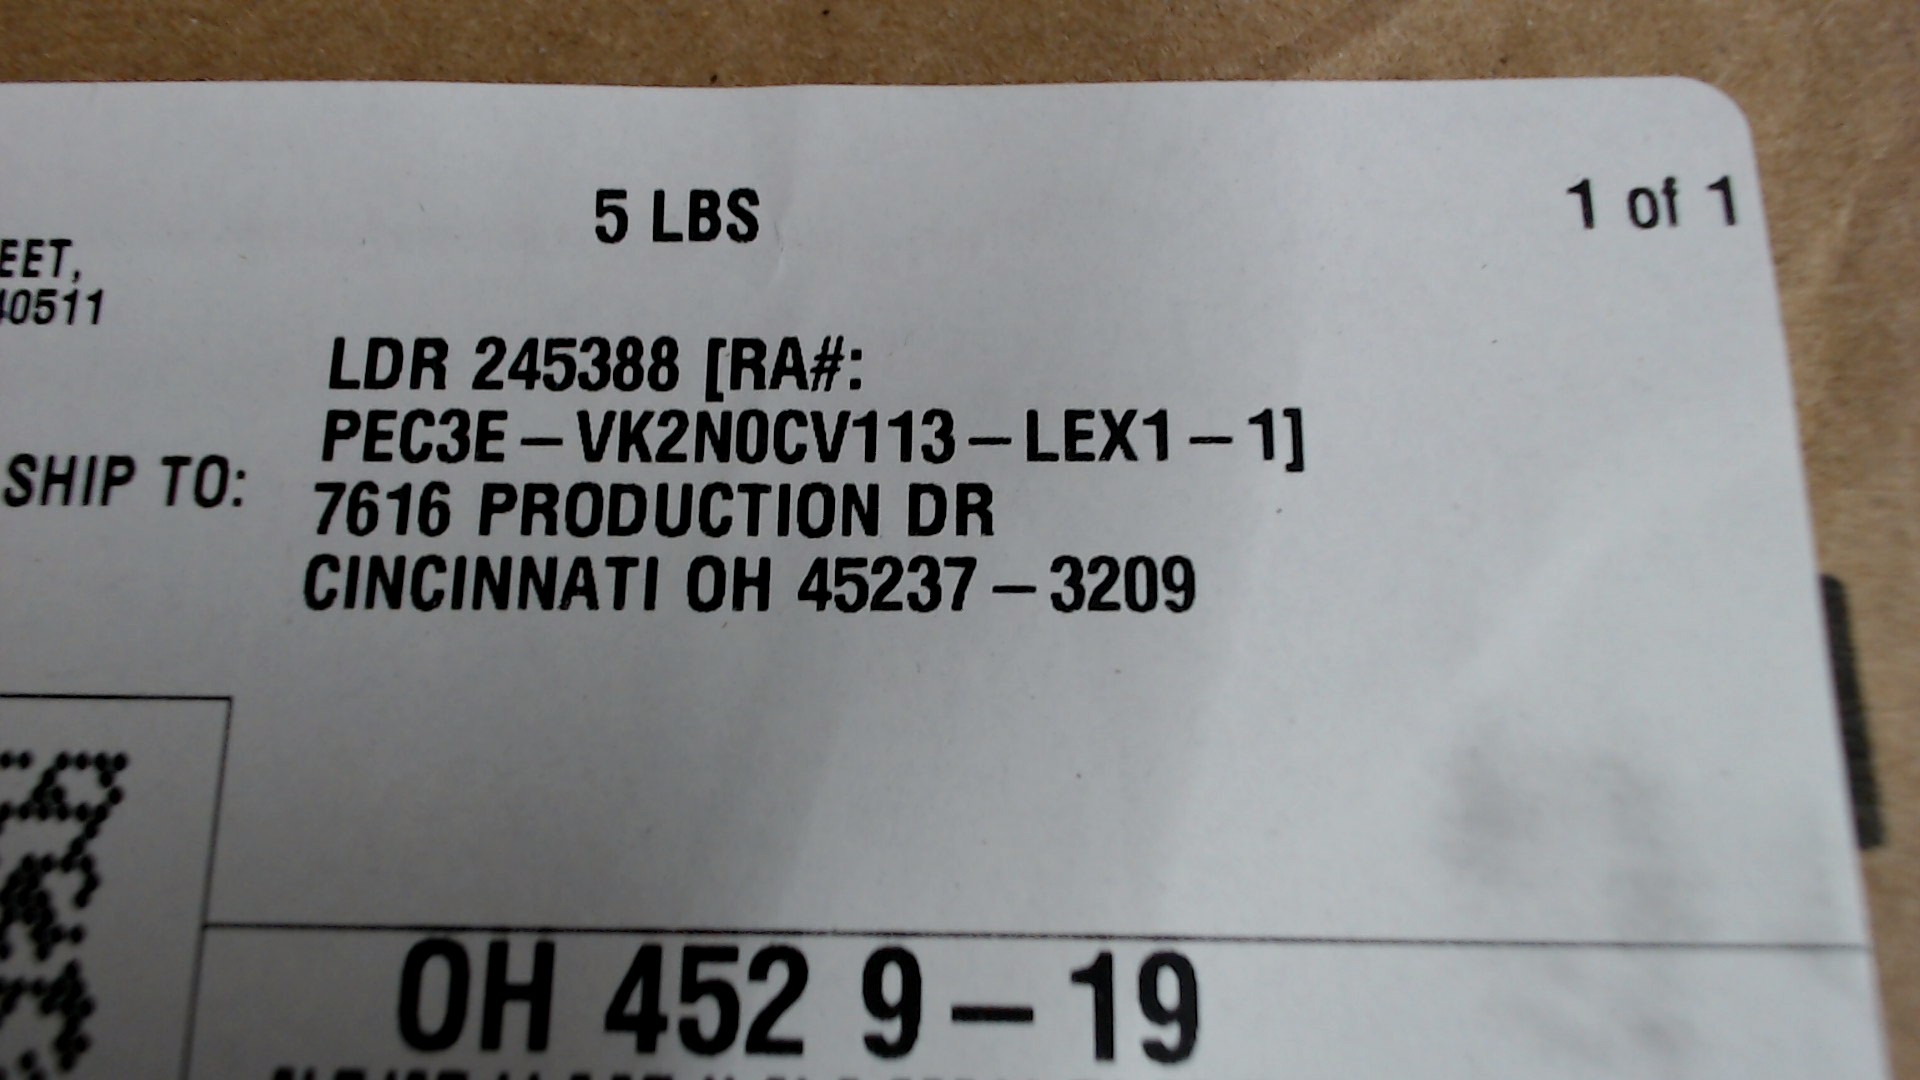 5 LBS
1 of 1
EET,
40511
LDR 245388 [RA#:
PEC3E-VK2N0CV113-LEX1-1]
SHIP TO:
7616 PRODUCTION DR
CINCINNATI OH 45237-3209
OH 452 9-19